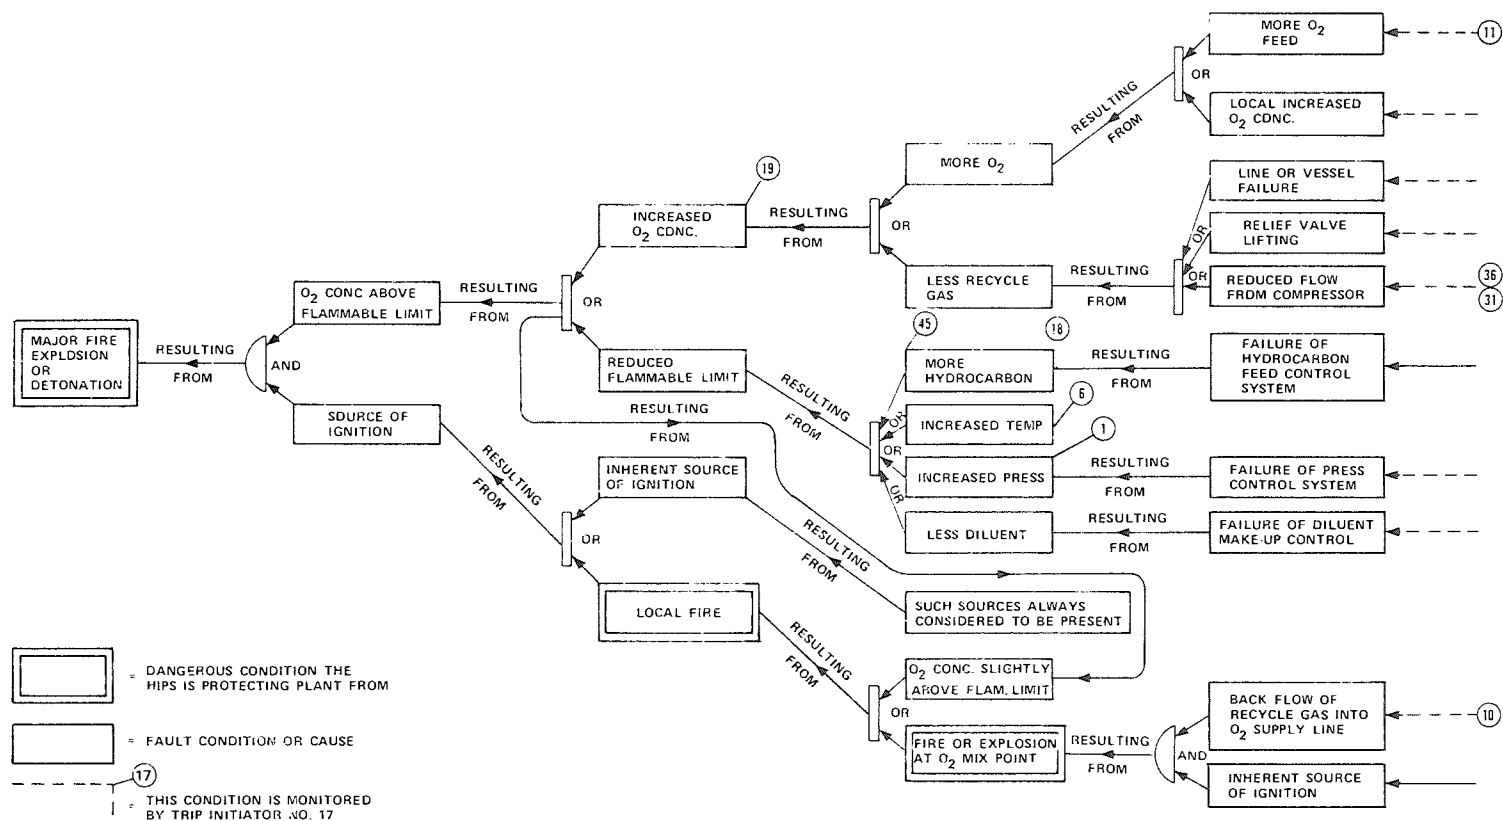 MORE O2
FEED
11
OR
LOCAL INCREASED
O2 CDNC.
RESULTING
FROM
MORE O2
LINE OR VESSEL
FAILURE
19
INCREASED
O2 CDNC.
RESULTING
FROM
OR
OR
RELIEF VALVE
LIFTING
LESS RECYCLE
GAS
RESULTING
FROM
OR
REDUCED FLOW
FRDM COMPRESSOR
36
31
O2 CONC ABOVE
FLAMMABLE LIMIT
RESULTING
FROM
OR
MAJOR FIRE
EXPLDSION
OR
DETONATION
RESULTING
FROM
AND
REDUCED
FLAMMABLE LIMIT
RESULTING
FROM
45
18
MORE
HYDROCARBON
RESULTING
FROM
FAILURE OF
HYDROCARBON
FEED CONTROL
SYSTEM
SDURCE OF
IGNITION
RESULTING
FROM
OR
INCREASED TEMP
6
OR
1
INCREASED PRESS
RESULTING
FROM
FAILURE OF PRESS
CONTROL SYSTEM
OR
LESS DILUENT
RESULTING
FROM
FAILURE OF DILUENT
MAKE-UP CONTROL
RESULTING
FROM
INHERENT SOURCE
OF IGNITION
OR
RESULTING
FROM
SUCH SOURCES ALWAYS
CONSIDERED TO BE PRESENT
LOCAL FIRE
RESULTING
FROM
O2 CONC. SLIGHTLY
ABOVE FLAM. LIMIT
OR
FIRE OR EXPLOSION
AT O2 MIX POINT
RESULTING
FROM
AND
BACK FLOW OF
RECYCLE GAS INTO
O2 SUPPLY LINE
10
INHERENT SOURCE
OF IGNITION
= DANGEROUS CONDITION THE
HIPS IS PROTECTING PLANT FROM
= FAULT CONDITION OR CAUSE
17
= THIS CONDITION IS MONITORED
BY TRIP INITIATOR NO. 17